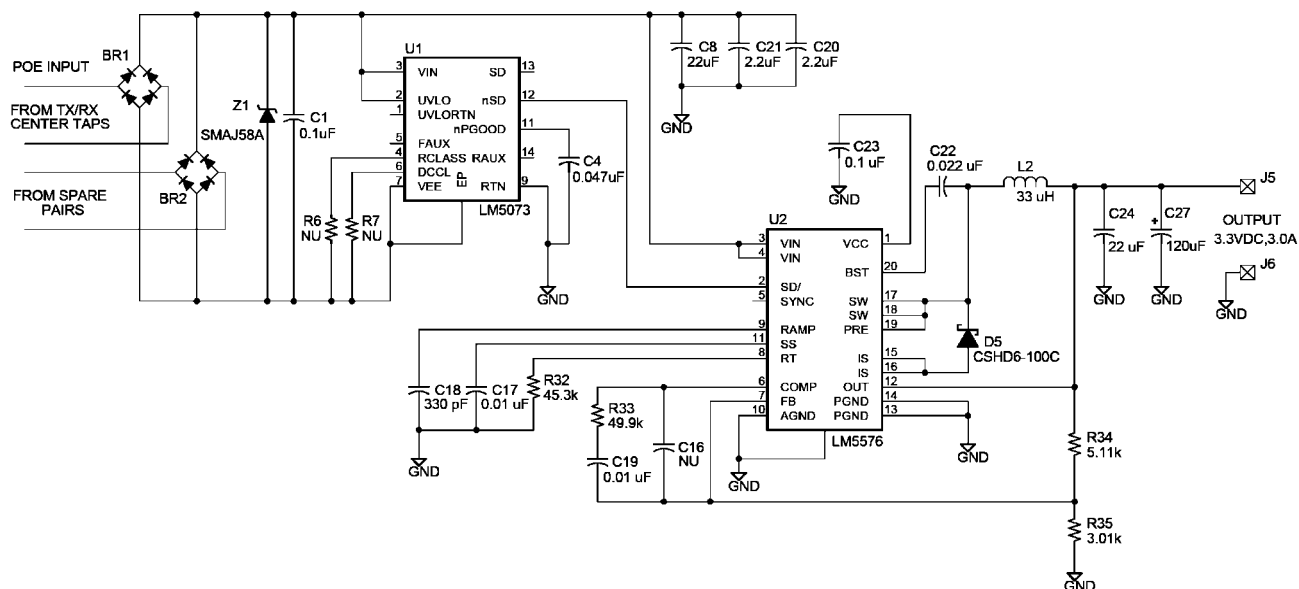 BR1
POE INPUT
FROM TX/RX
CENTER TAPS
FROM SPARE
PAIRS
BR2
Z1
SMAJ58A
C1
0.1uF
R6
NU
R7
NU
U1
3 VIN
2 UVLO
1 UVLORTN
5 FAUX
4 RCLASS
6 DCCL
7 VEE
EP
SD 13
nSD 12
nPGOOD 11
RAUX 14
RTN 9
LM5073
C4
0.047uF
GND
C8
22uF
C21
2.2uF
C20
2.2uF
GND
C23
0.1 uF
GND
C22
0.022 uF
L2
33 uH
U2
3 VIN
4 VIN
2 SD/
5 SYNC
9 RAMP
11 SS
8 RT
6 COMP
7 FB
10 AGND
VCC 1
BST 20
SW 17
SW 18
PRE 19
IS 15
IS 16
OUT 12
PGND 14
PGND 13
LM5576
D5
CSHD6-100C
C24
22 uF
GND
+ C27
120uF
GND
J5
OUTPUT
3.3VDC,3.0A
J6
GND
C18
330 pF
C17
0.01 uF
R32
45.3k
GND
R33
49.9k
C19
0.01 uF
C16
NU
GND
GND
R34
5.11k
R35
3.01k
GND